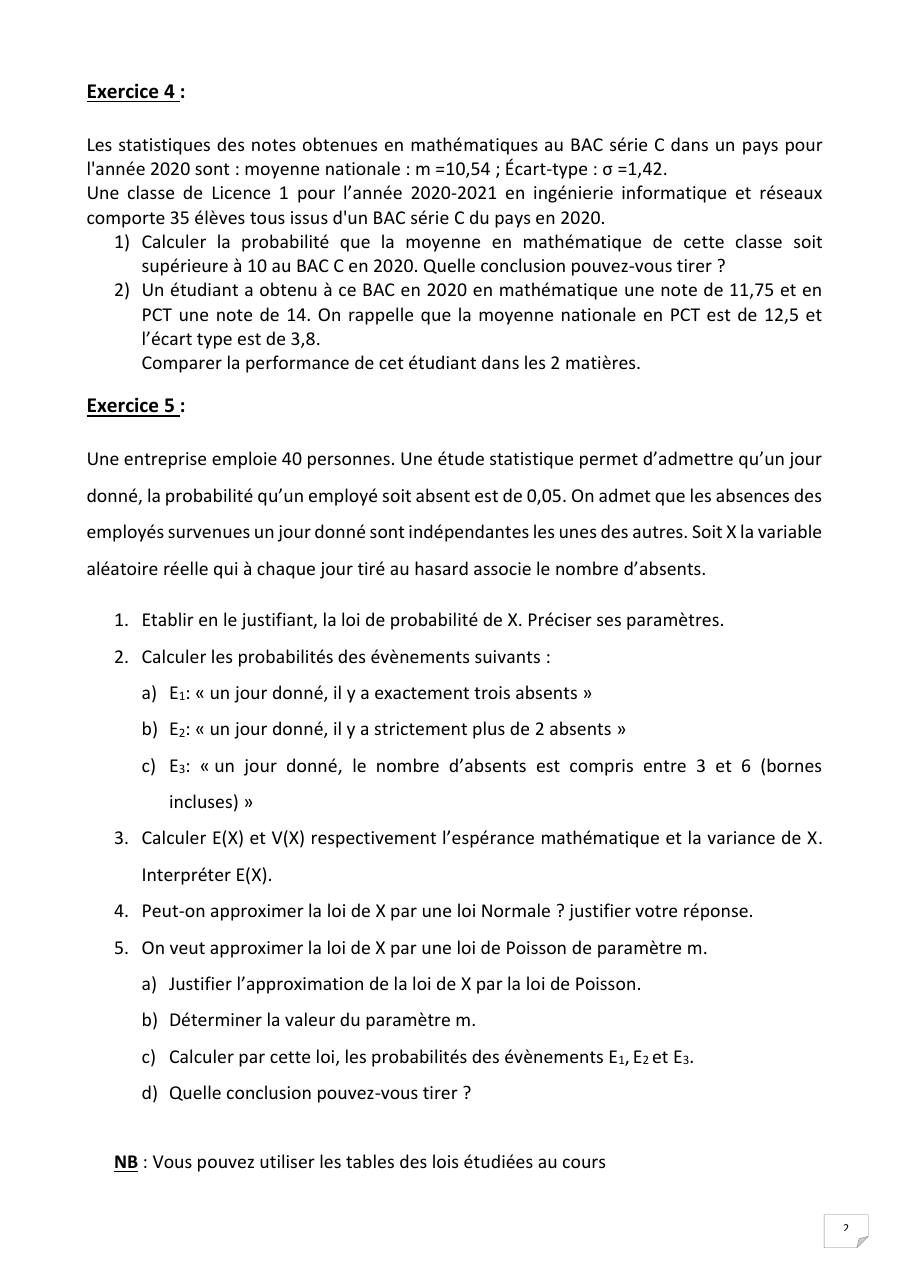 Exercice 4 :
Les statistiques des notes obtenues en mathématiques au BAC série C dans un pays pour
l'année 2020 sont : moyenne nationale : m =10,54 ; Écart-type : σ =1,42.
Une classe de Licence 1 pour l’année 2020-2021 en ingénierie informatique et réseaux
comporte 35 élèves tous issus d'un BAC série C du pays en 2020.
1) Calculer la probabilité que la moyenne en mathématique de cette classe soit
supérieure à 10 au BAC C en 2020. Quelle conclusion pouvez-vous tirer ?
2) Un étudiant a obtenu à ce BAC en 2020 en mathématique une note de 11,75 et en
PCT une note de 14. On rappelle que la moyenne nationale en PCT est de 12,5 et
l’écart type est de 3,8.
Comparer la performance de cet étudiant dans les 2 matières.
Exercice 5 :
Une entreprise emploie 40 personnes. Une étude statistique permet d’admettre qu’un jour
donné, la probabilité qu’un employé soit absent est de 0,05. On admet que les absences des
employés survenues un jour donné sont indépendantes les unes des autres. Soit X la variable
aléatoire réelle qui à chaque jour tiré au hasard associe le nombre d’absents.
1. Etablir en le justifiant, la loi de probabilité de X. Préciser ses paramètres.
2. Calculer les probabilités des évènements suivants :
a) E1: « un jour donné, il y a exactement trois absents »
b) E2: « un jour donné, il y a strictement plus de 2 absents »
c) E3: « un jour donné, le nombre d’absents est compris entre 3 et 6 (bornes
incluses) »
3. Calculer E(X) et V(X) respectivement l’espérance mathématique et la variance de X.
Interpréter E(X).
4. Peut-on approximer la loi de X par une loi Normale ? justifier votre réponse.
5. On veut approximer la loi de X par une loi de Poisson de paramètre m.
a) Justifier l’approximation de la loi de X par la loi de Poisson.
b) Déterminer la valeur du paramètre m.
c) Calculer par cette loi, les probabilités des évènements E1, E2 et E3.
d) Quelle conclusion pouvez-vous tirer ?
NB : Vous pouvez utiliser les tables des lois étudiées au cours
2